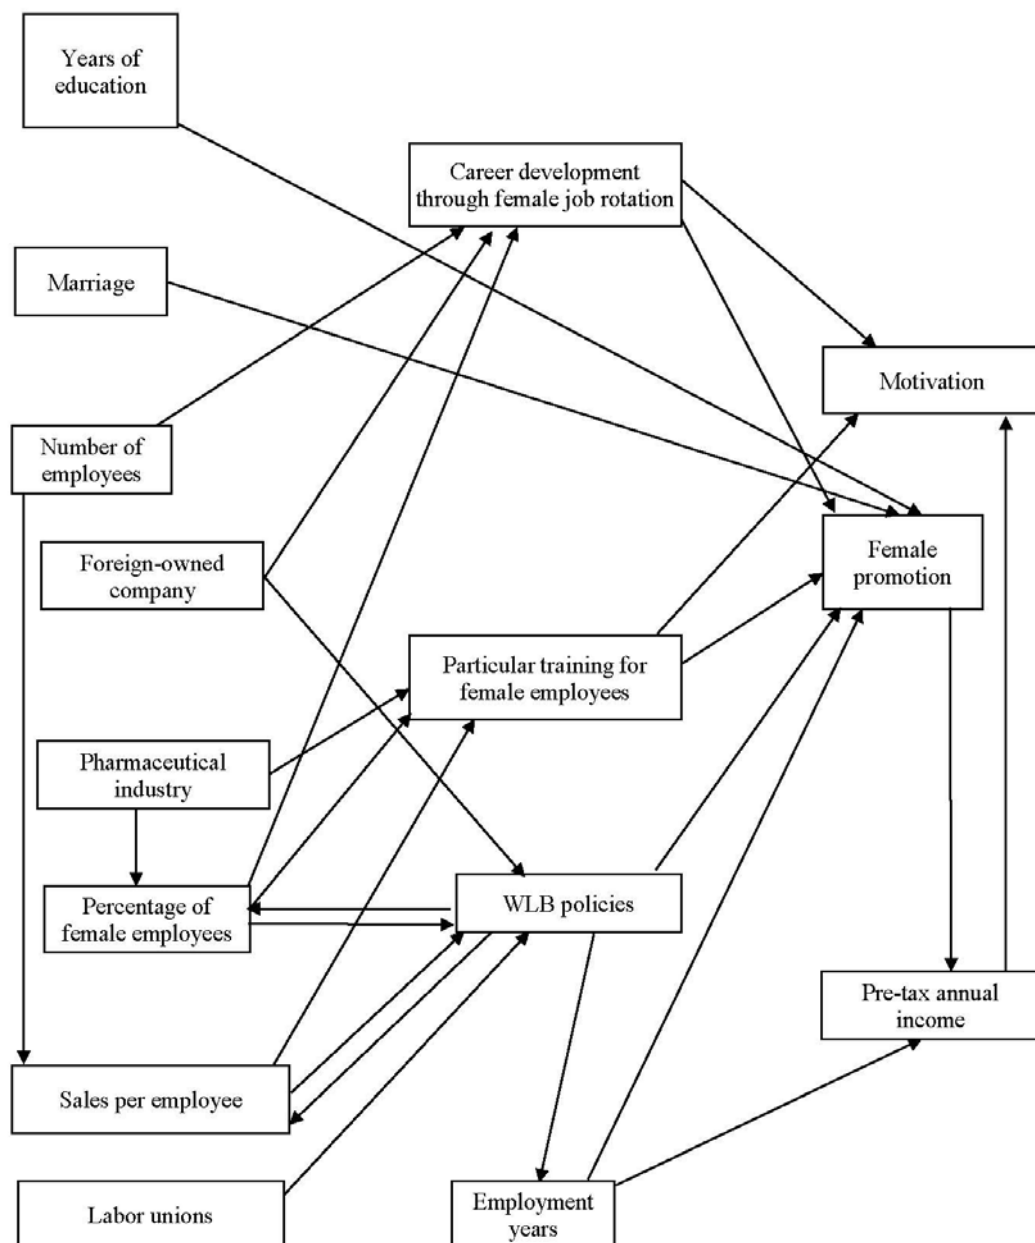 Years of
education
Career development
through female job rotation
Marriage
Motivation
Number of
employees
Female
promotion
Foreign-owned
company
Particular training for
female employees
Pharmaceutical
industry
Percentage of
female employees
WLB policies
Pre-tax annual
income
Sales per employee
Labor unions
Employment
years